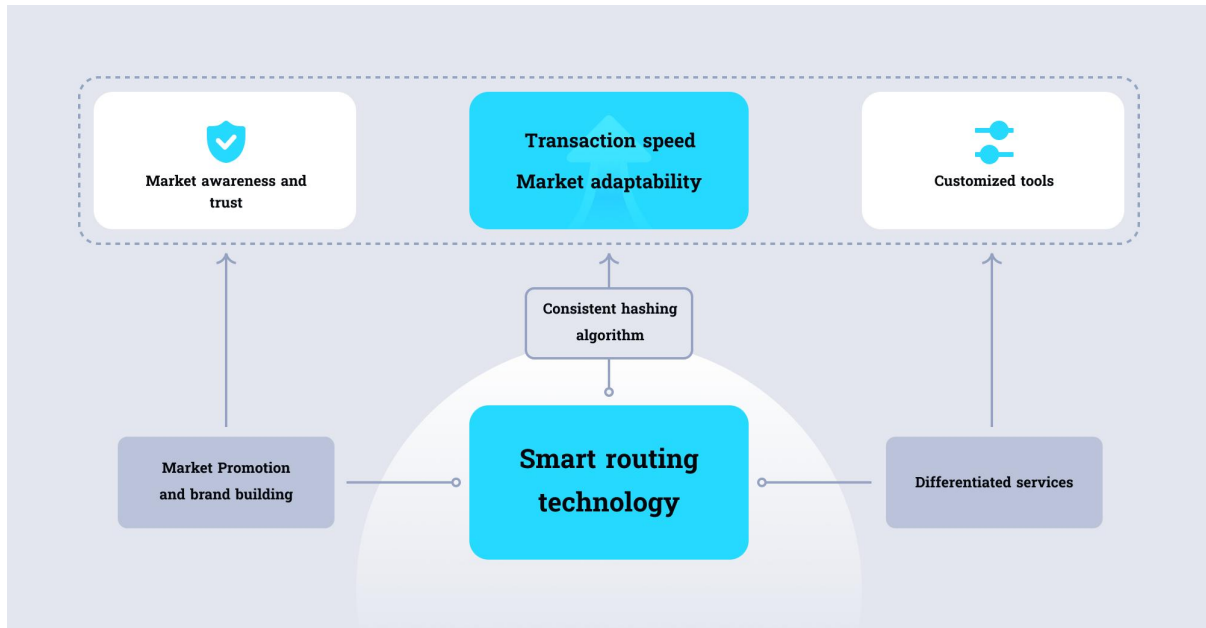 Market awareness and
trust
Transaction speed
Market adaptability
Customized tools
Consistent hashing
algorithm
Market Promotion
and brand building
Smart routing
technology
Differentiated services